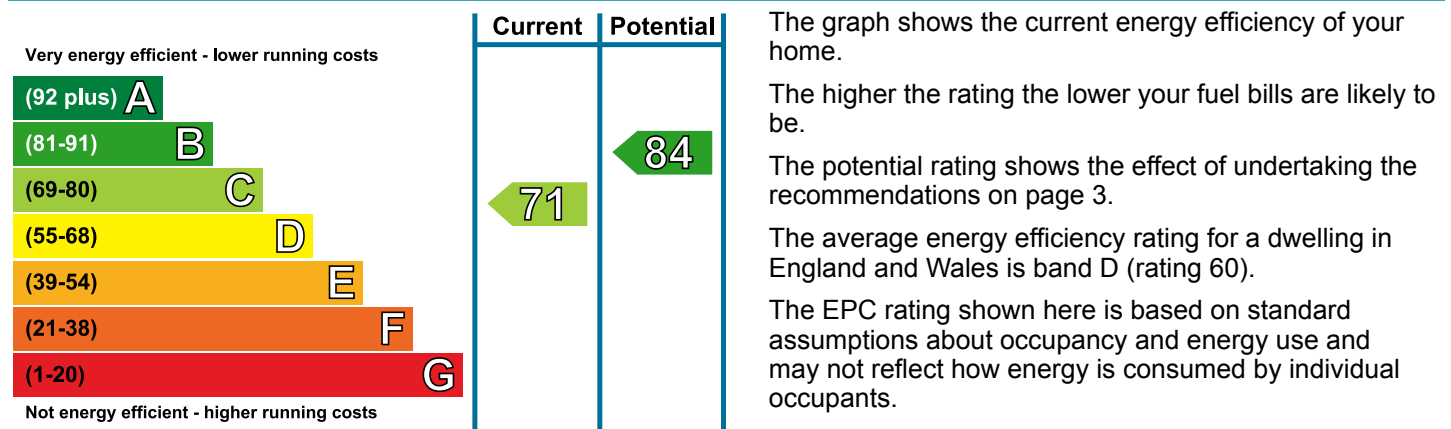 Current Potential
Very energy efficient - lower running costs
(92 plus) A
(81-91) B
(69-80) C
(55-68) D
(39-54) E
(21-38) F
(1-20) G
Not energy efficient - higher running costs
84
71
The graph shows the current energy efficiency of your
home.
The higher the rating the lower your fuel bills are likely to
be.
The potential rating shows the effect of undertaking the
recommendations on page 3.
The average energy efficiency rating for a dwelling in
England and Wales is band D (rating 60).
The EPC rating shown here is based on standard
assumptions about occupancy and energy use and
may not reflect how energy is consumed by individual
occupants.